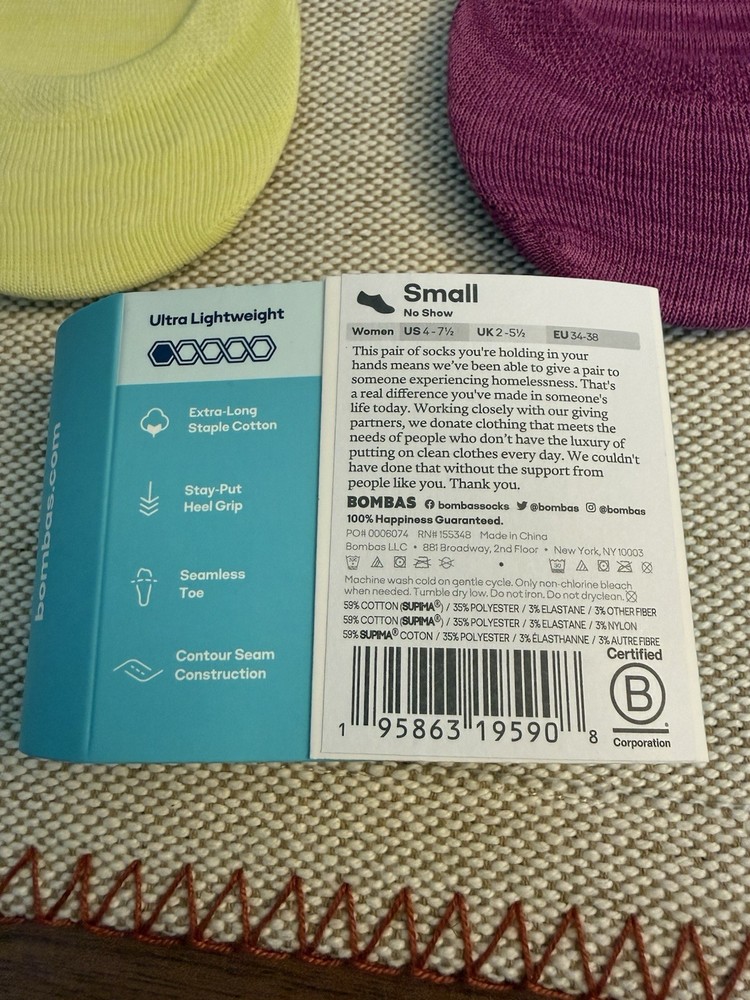 bombas.com
Ultra Lightweight
Extra-Long
Staple Cotton
Stay-Put
Heel Grip
Seamless
Toe
Contour Seam
Construction
Small
No Show
Women US 4 - 7½ UK 2 -5½ EU 34-38
This pair of socks you're holding in your
hands means we've been able to give a pair to
someone experiencing homelessness. That's
a real difference you've made in someone's
life today. Working closely with our giving
partners, we donate clothing that meets the
needs of people who don't have the luxury of
putting on clean clothes every day. We couldn't
have done that without the support from
people like you. Thank you.
BOMBAS bombassocks @bombas @bombas
100% Happiness Guaranteed.
PO# 0006074 RN# 155348 Made in China
Bombas LLC • 881 Broadway, 2nd Floor • New York, NY 10003
Machine wash cold on gentle cycle. Only non-chlorine bleach
when needed. Tumble dry low. Do not iron. Do not dryclean.
59% COTTON (SUPIMA®) / 35% POLYESTER / 3% ELASTANE / 3% OTHER FIBER
59% COTTON (SUPIMA®) / 35% POLYESTER / 3% ELASTANE / 3% NYLON
59% SUPIMA® COTON / 35% POLYESTER / 3% ÉLASTHANNE / 3% AUTRE FIBRE
1 95863 19590 8
Certified
B
Corporation